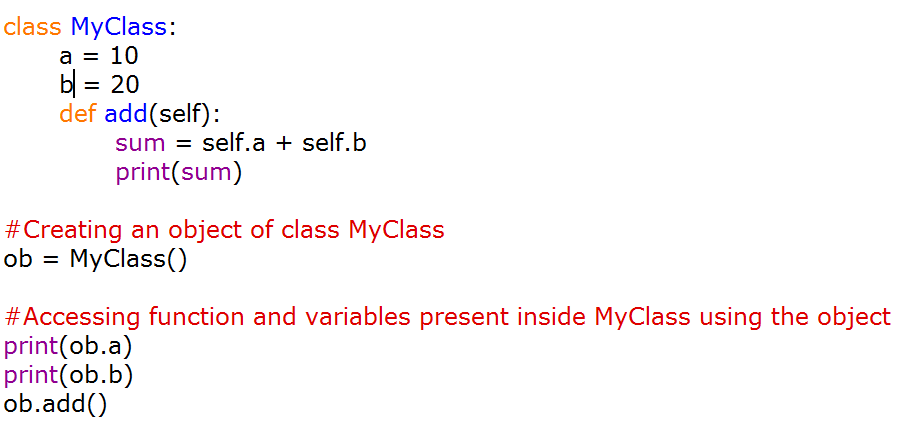 class MyClass:
    a = 10
    b = 20
    def add(self):
        sum = self.a + self.b
        print(sum)

#Creating an object of class MyClass
ob = MyClass()

#Accessing function and variables present inside MyClass using the object
print(ob.a)
print(ob.b)
ob.add()